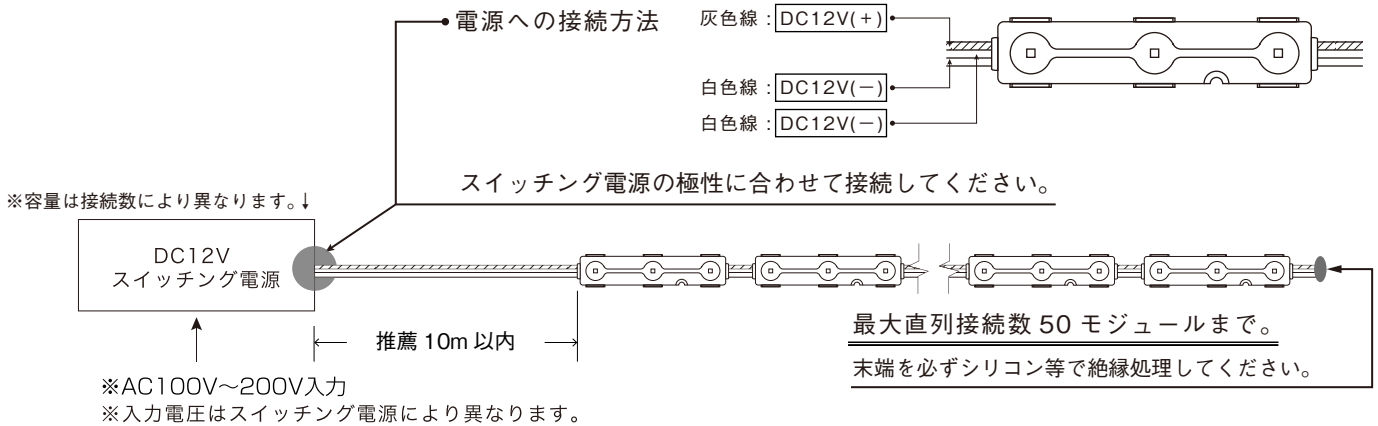 電源への接続方法
灰色線：DC12V(+)
白色線：DC12V(−)
白色線：DC12V(−)
スイッチング電源の極性に合わせて接続してください。
※容量は接続数により異なります。↓
DC12V
スイッチング電源
推薦 10m 以内
最大直列接続数 50 モジュールまで。
末端を必ずシリコン等で絶縁処理してください。
※AC100V〜200V入力
※入力電圧はスイッチング電源により異なります。